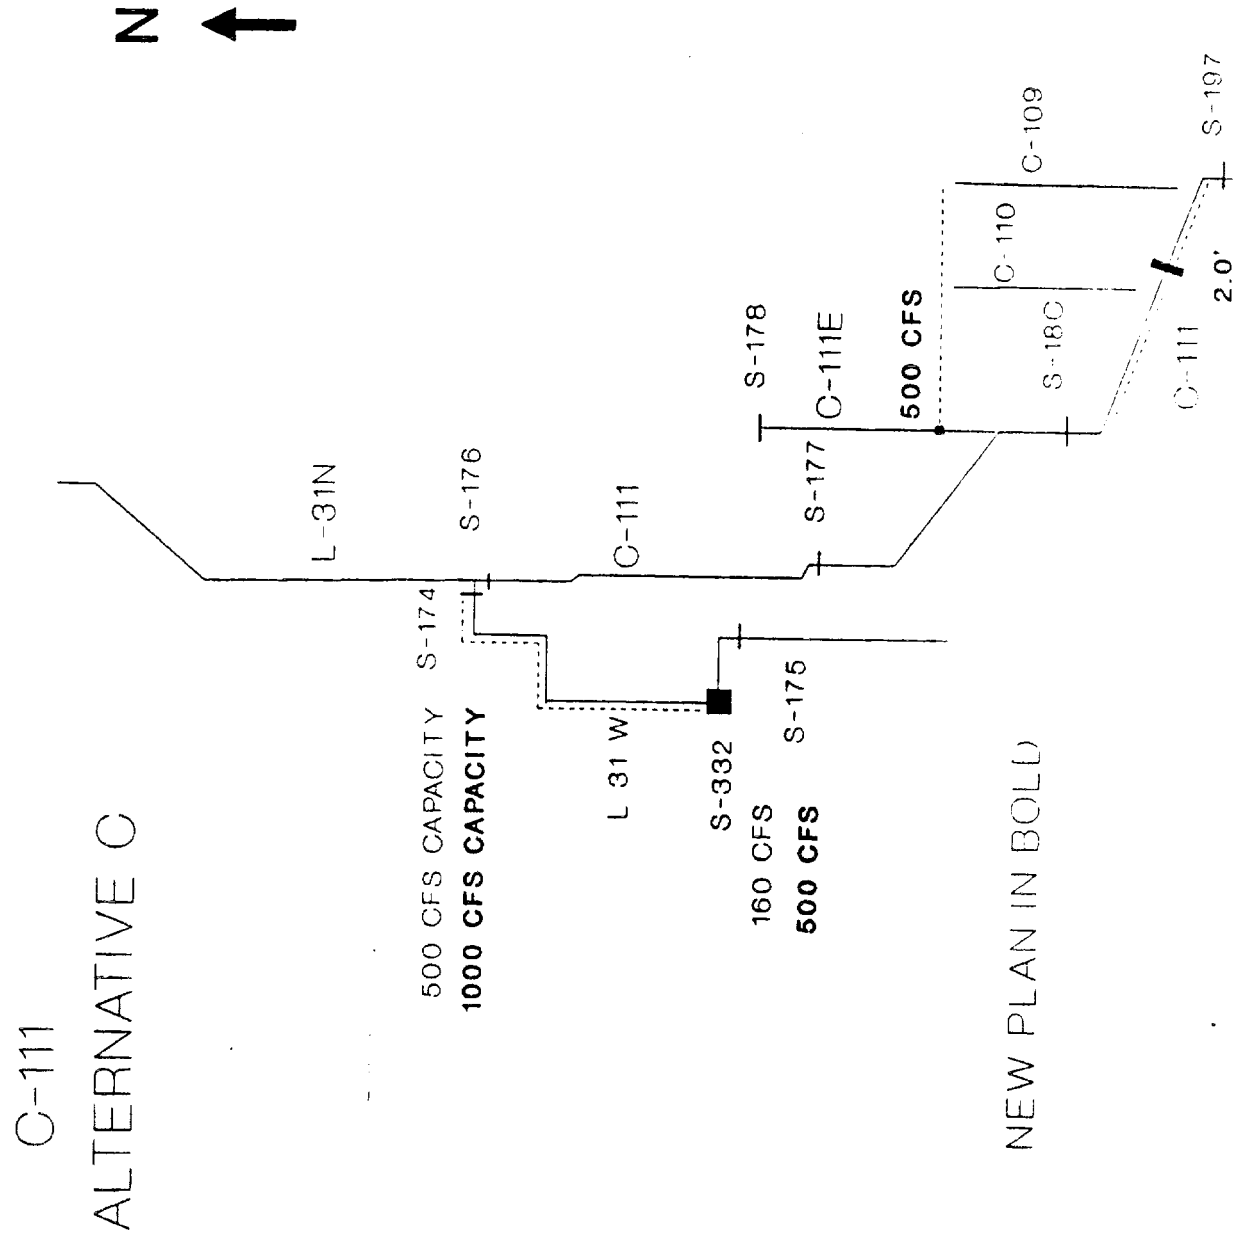 C-111
ALTERNATIVE C
N
L-31N
S-176
S-174
500 CFS CAPACITY
1000 CFS CAPACITY
C-111
L 31 W
S-177
S-178
C-111E
S-332
160 CFS
500 CFS
S-175
500 CFS
C-110
C-109
S-18C
C-111
2.0'
S-197
NEW PLAN IN BOLD